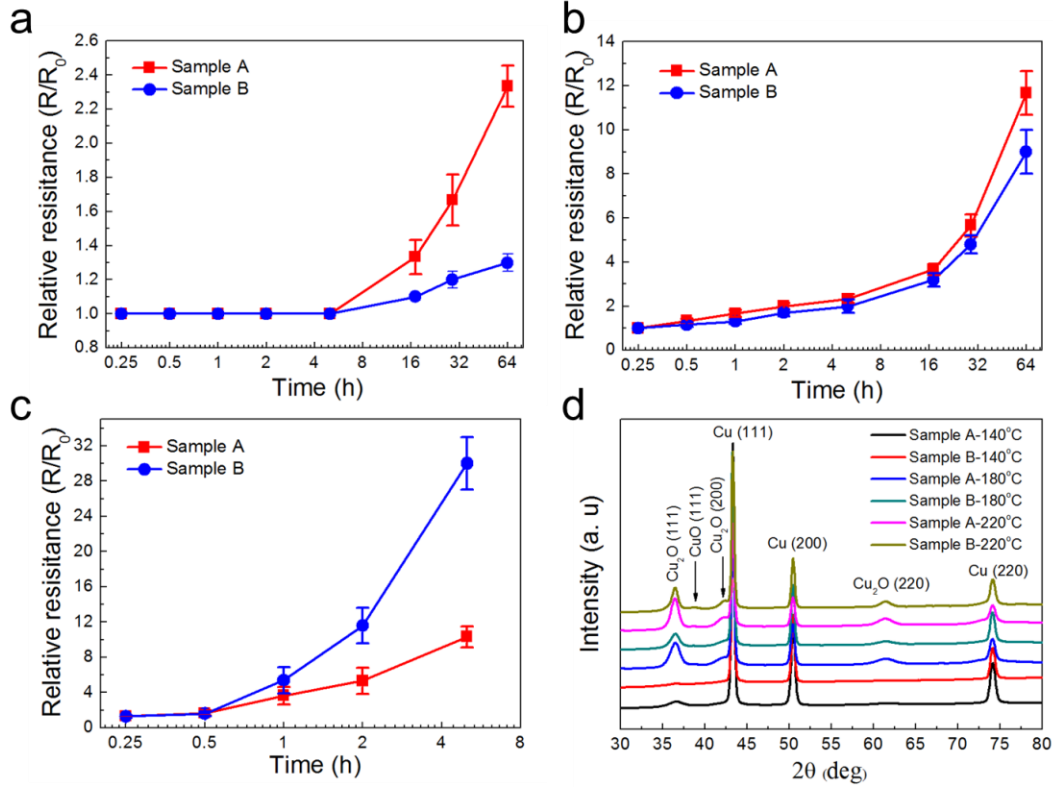 a
Relative resisitance (R/R₀)
2.6
2.4
2.2
2.0
1.8
1.6
1.4
1.2
1.0
0.8
Sample A
Sample B
0.25 0.5 1 2 4 8 16 32 64
Time (h)
b
Relative resisitance (R/R₀)
14
12
10
8
6
4
2
0
Sample A
Sample B
0.25 0.5 1 2 4 8 16 32 64
Time (h)
c
Relative resisitance (R/R₀)
32
28
24
20
16
12
8
4
0
Sample A
Sample B
0.25 0.5 1 2 4 8
Time (h)
d
Intensity (a. u)
Cu₂O (111)
CuO (111)
Cu₂O (200)
Cu (111)
Cu (200)
Cu₂O (220)
Cu (220)
Sample A-140°C
Sample B-140°C
Sample A-180°C
Sample B-180°C
Sample A-220°C
Sample B-220°C
30 35 40 45 50 55 60 65 70 75 80
2θ (deg)